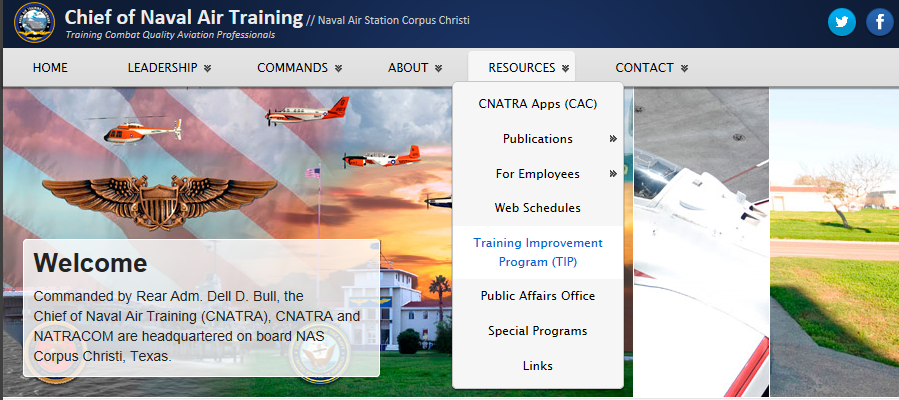 Chief of Naval Air Training // Naval Air Station Corpus Christi
Training Combat Quality Aviation Professionals
HOME LEADERSHIP COMMANDS ABOUT RESOURCES CONTACT
CNATRA Apps (CAC)
Publications
For Employees
Web Schedules
Training Improvement
Program (TIP)
Public Affairs Office
Special Programs
Links
Welcome
Commanded by Rear Adm. Dell D. Bull, the
Chief of Naval Air Training (CNATRA), CNATRA and
NATRACOM are headquartered on board NAS
Corpus Christi, Texas.